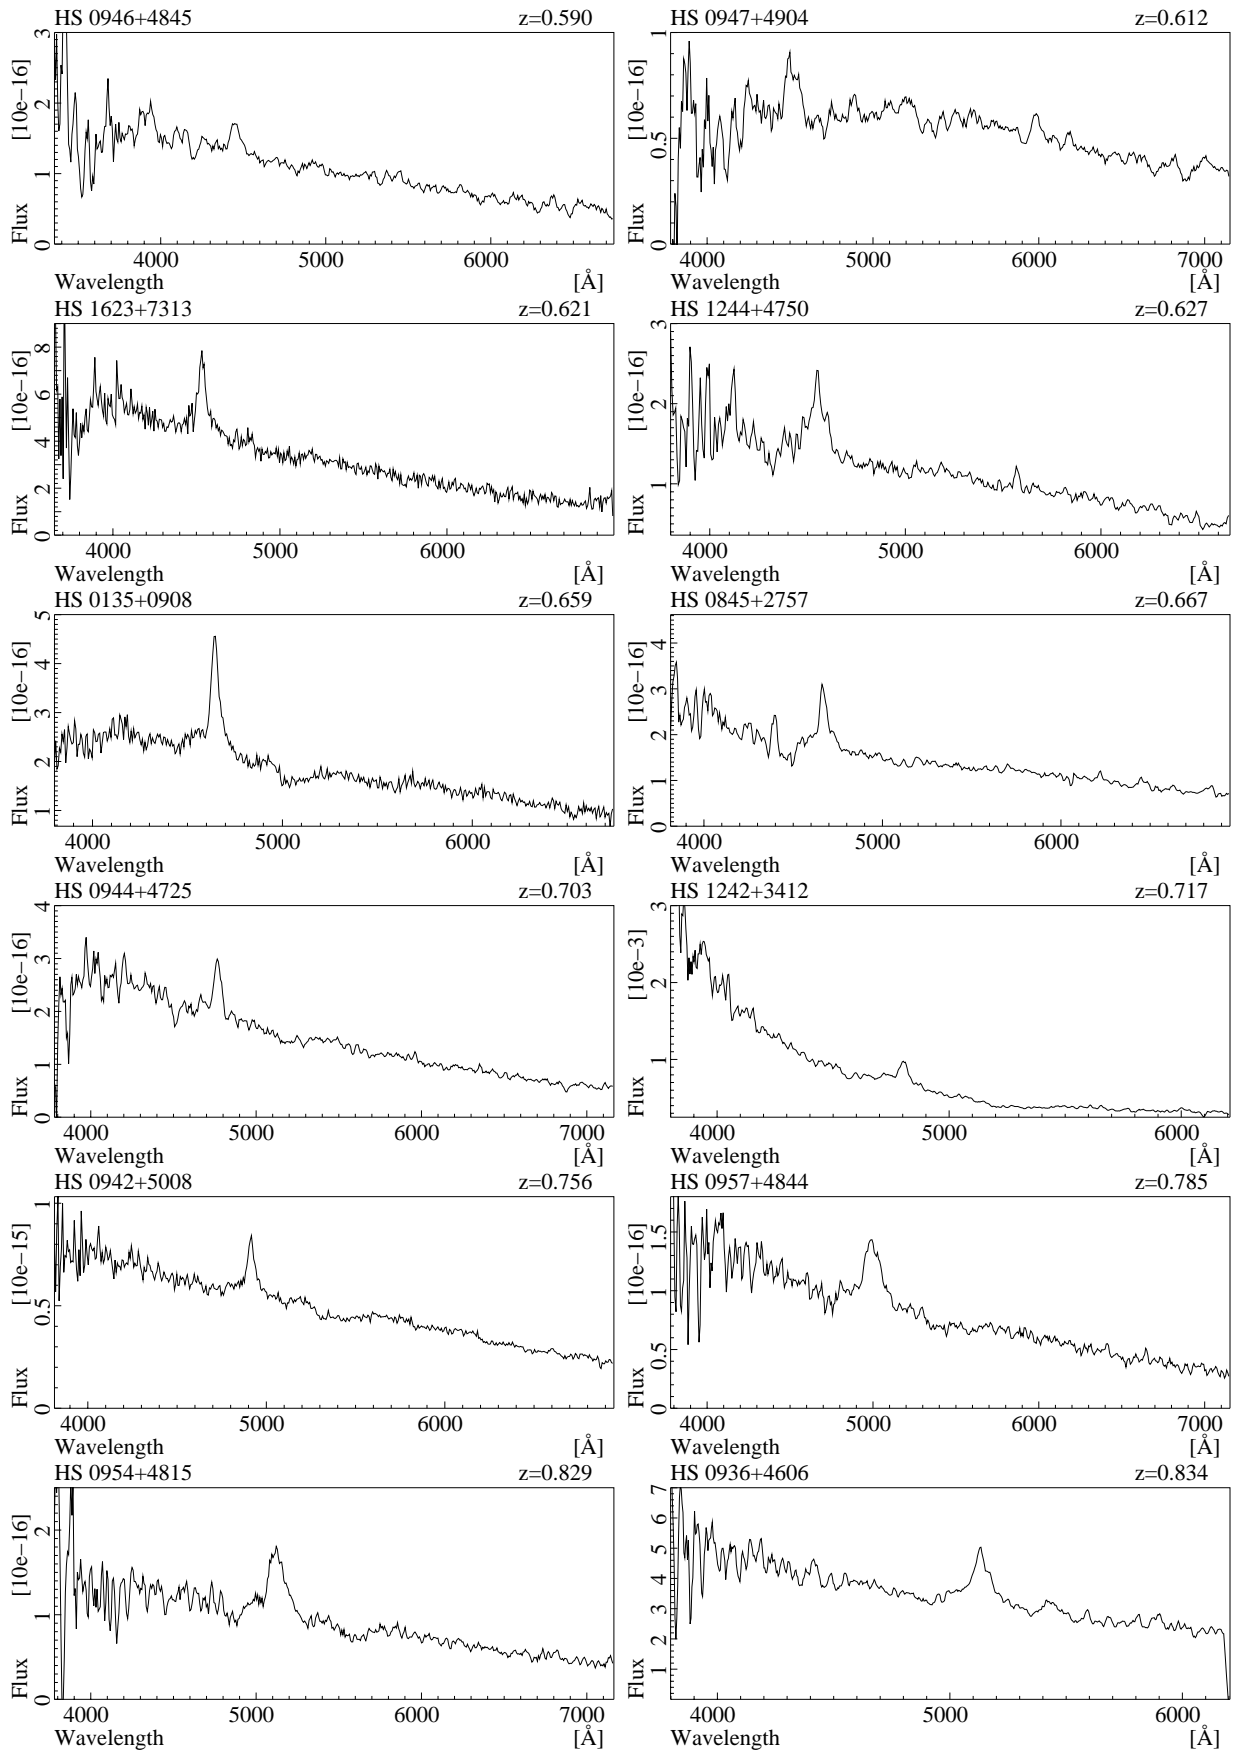 HS 0946+4845 z=0.590
Flux [10e−16]
0 1 2 3
4000 5000 6000
Wavelength [Å]
HS 0947+4904 z=0.612
Flux [10e−16]
0 0.5 1
4000 5000 6000 7000
Wavelength [Å]
HS 1623+7313 z=0.621
Flux [10e−16]
0 2 4 6 8
4000 5000 6000
Wavelength [Å]
HS 1244+4750 z=0.627
Flux [10e−16]
1 2 3
4000 5000 6000
Wavelength [Å]
HS 0135+0908 z=0.659
Flux [10e−16]
1 2 3 4 5
4000 5000 6000
Wavelength [Å]
HS 0845+2757 z=0.667
Flux [10e−16]
0 1 2 3 4
4000 5000 6000
Wavelength [Å]
HS 0944+4725 z=0.703
Flux [10e−16]
0 1 2 3 4
4000 5000 6000 7000
Wavelength [Å]
HS 1242+3412 z=0.717
Flux [10e−3]
1 2 3
4000 5000 6000
Wavelength [Å]
HS 0942+5008 z=0.756
Flux [10e−15]
0 0.5 1
4000 5000 6000
Wavelength [Å]
HS 0957+4844 z=0.785
Flux [10e−16]
0 0.5 1 1.5
4000 5000 6000 7000
Wavelength [Å]
HS 0954+4815 z=0.829
Flux [10e−16]
0 1 2
4000 5000 6000 7000
Wavelength [Å]
HS 0936+4606 z=0.834
Flux [10e−16]
1 2 3 4 5 6 7
4000 5000 6000
Wavelength [Å]